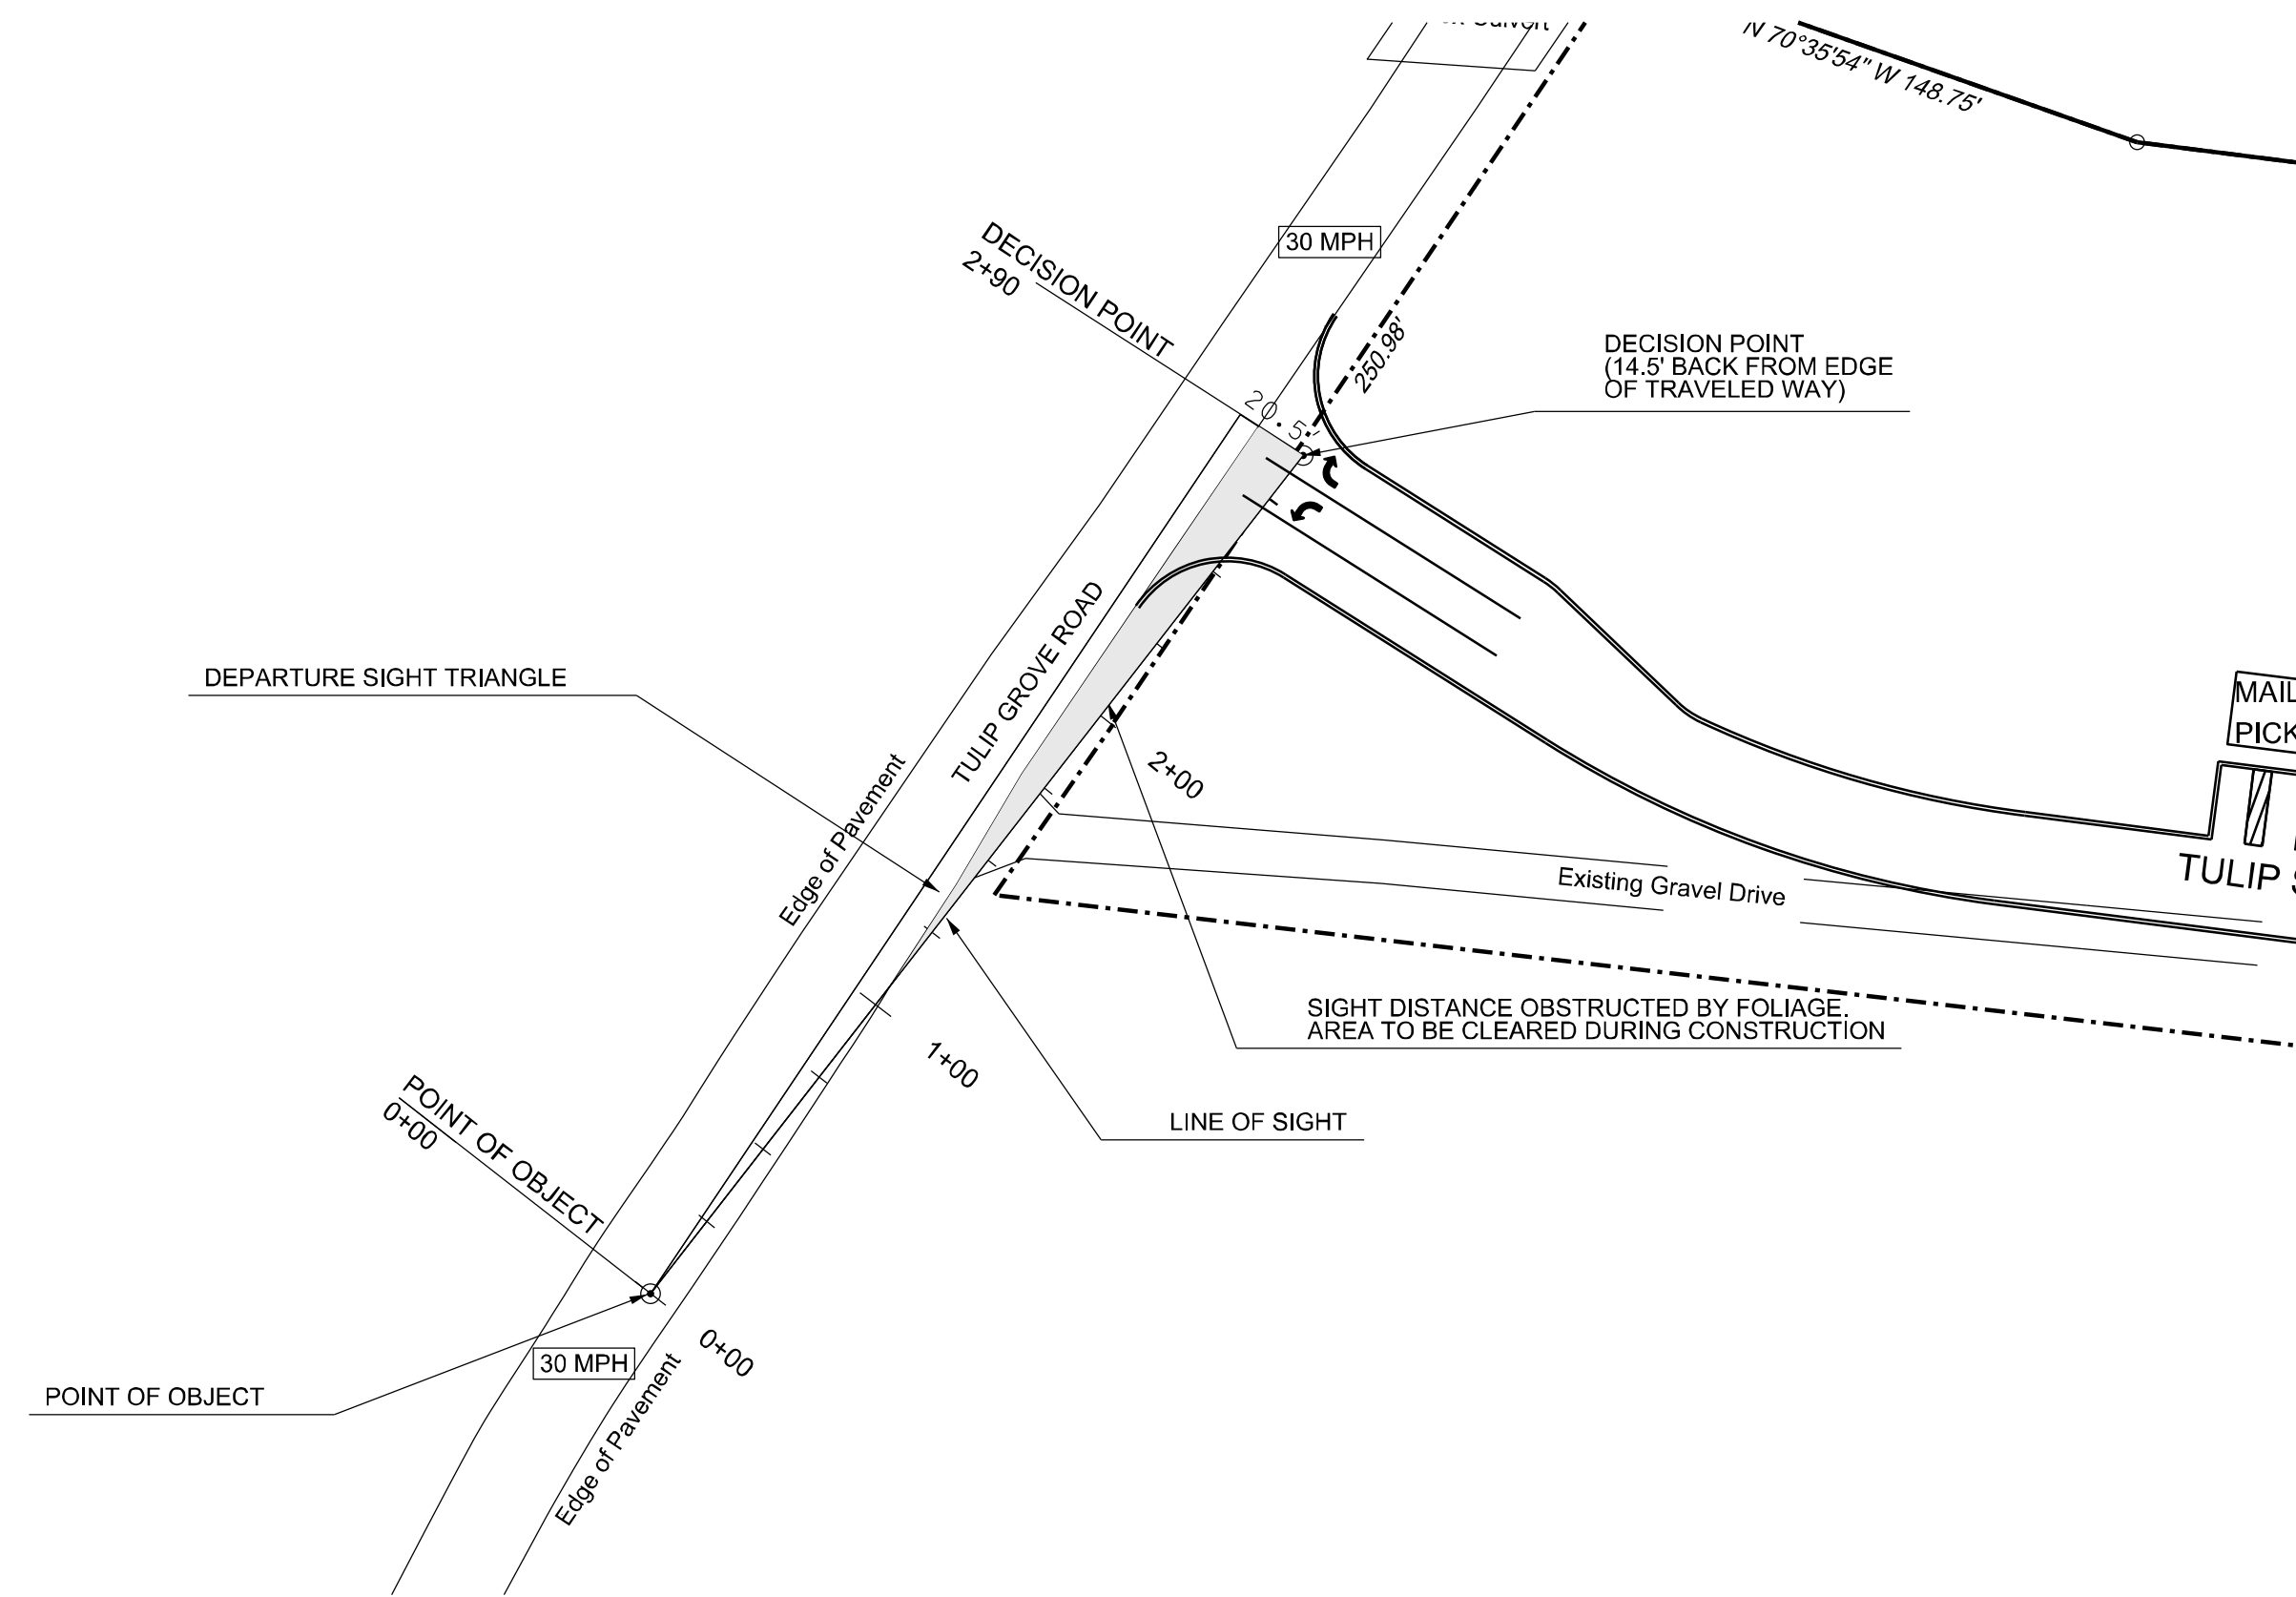 Culvert
N 70°35'54" W 148.75'
30 MPH
DECISION POINT
2+90
250.98'
DECISION POINT
(14.5' BACK FROM EDGE
OF TRAVELED WAY)
20.5'
TULIP GROVE ROAD
DEPARTURE SIGHT TRIANGLE
MAIL
PICK
Edge of Pavement
2+00
TULIP
Existing Gravel Drive
SIGHT DISTANCE OBSTRUCTED BY FOLIAGE.
AREA TO BE CLEARED DURING CONSTRUCTION
1+00
LINE OF SIGHT
POINT OF OBJECT
0+00
0+00
30 MPH
POINT OF OBJECT
Edge of Pavement